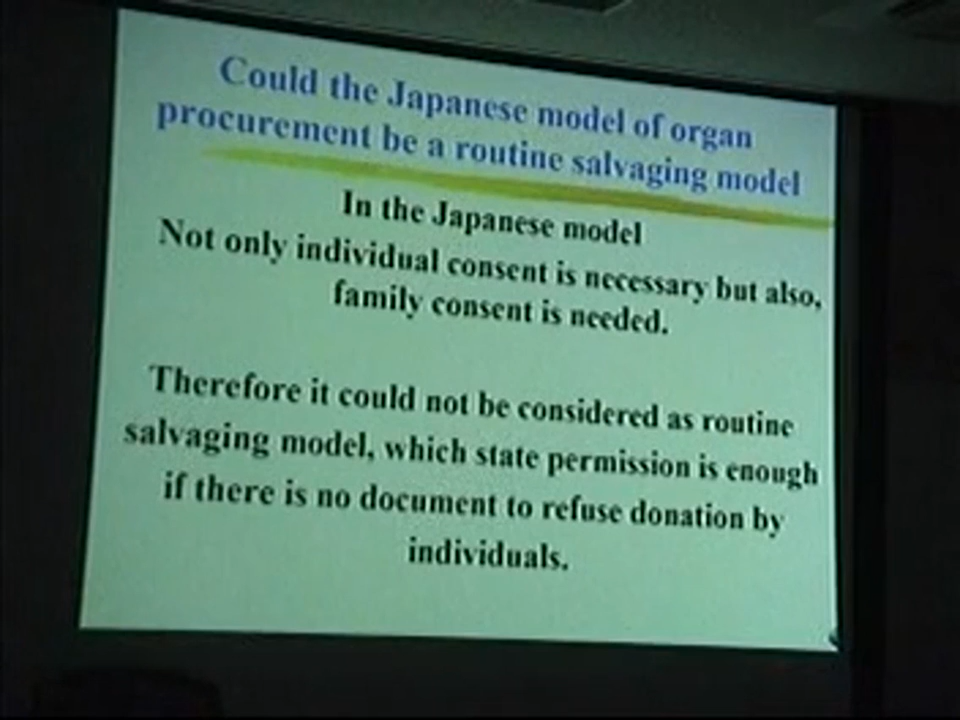 Could the Japanese model of organ
procurement be a routine salvaging model
In the Japanese model
Not only individual consent is necessary but also,
family consent is needed.
Therefore it could not be considered as routine
salvaging model, which state permission is enough
if there is no document to refuse donation by
individuals.